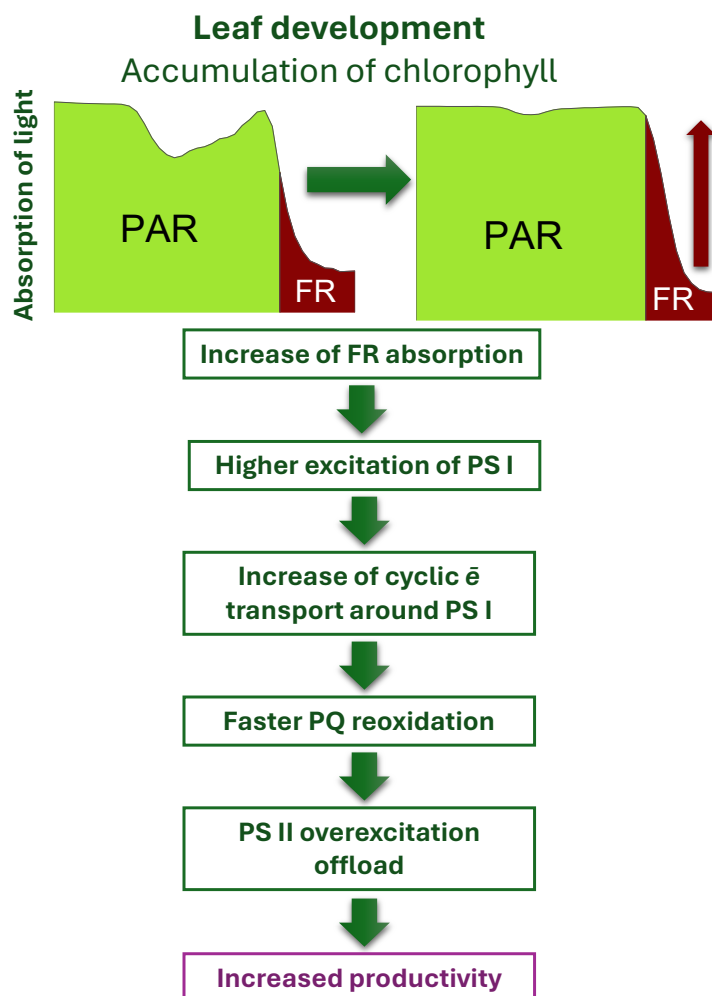 Leaf development
Accumulation of chlorophyll
Absorption of light
PAR
FR
PAR
FR
Increase of FR absorption
Higher excitation of PS I
Increase of cyclic ē
transport around PS I
Faster PQ reoxidation
PS II overexcitation
offload
Increased productivity